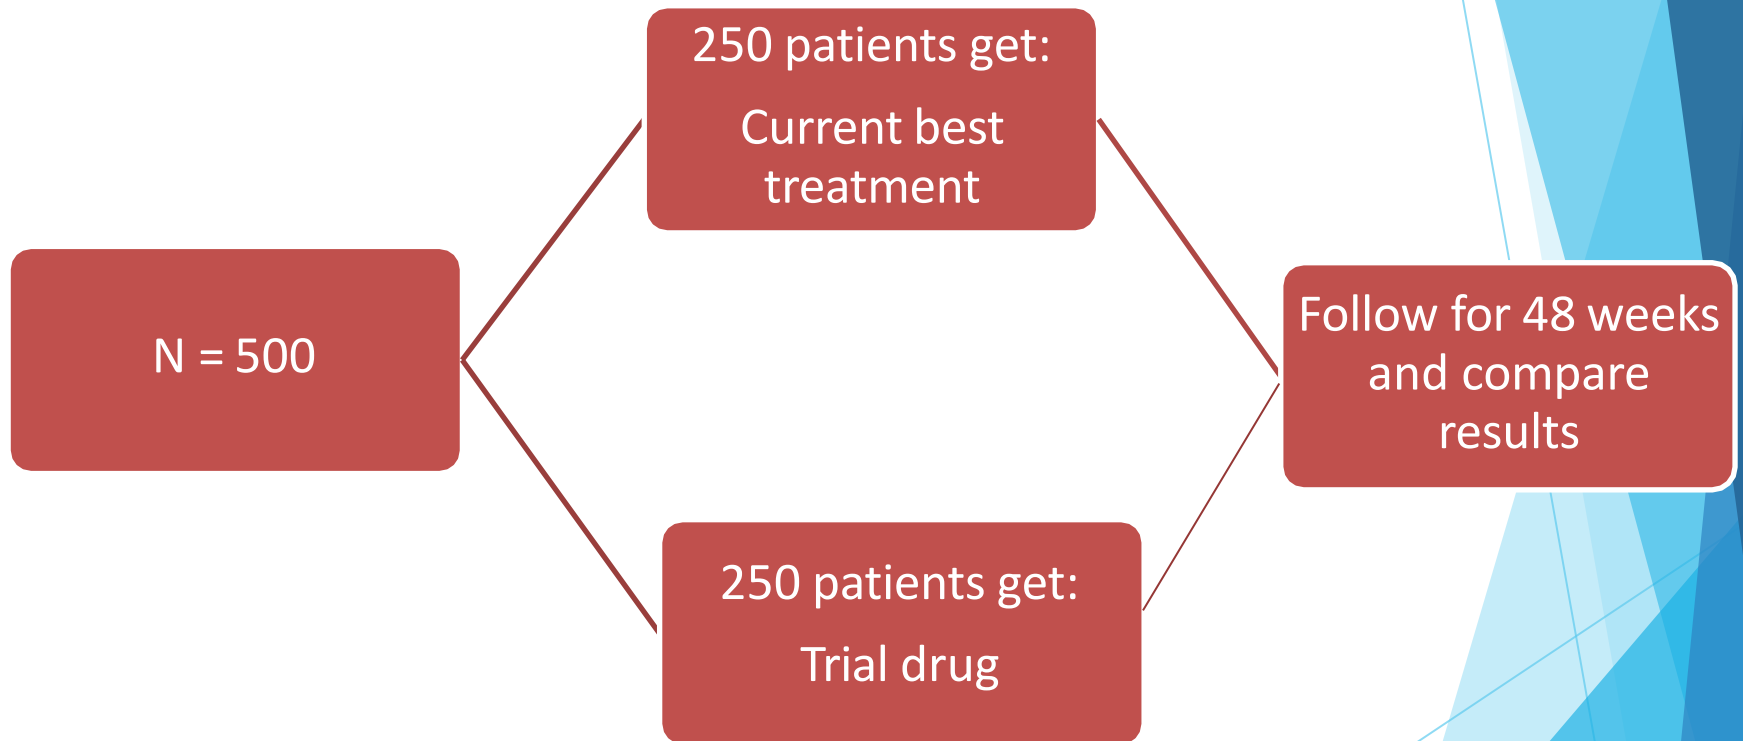 N = 500
250 patients get:
Current best
treatment
250 patients get:
Trial drug
Follow for 48 weeks
and compare
results